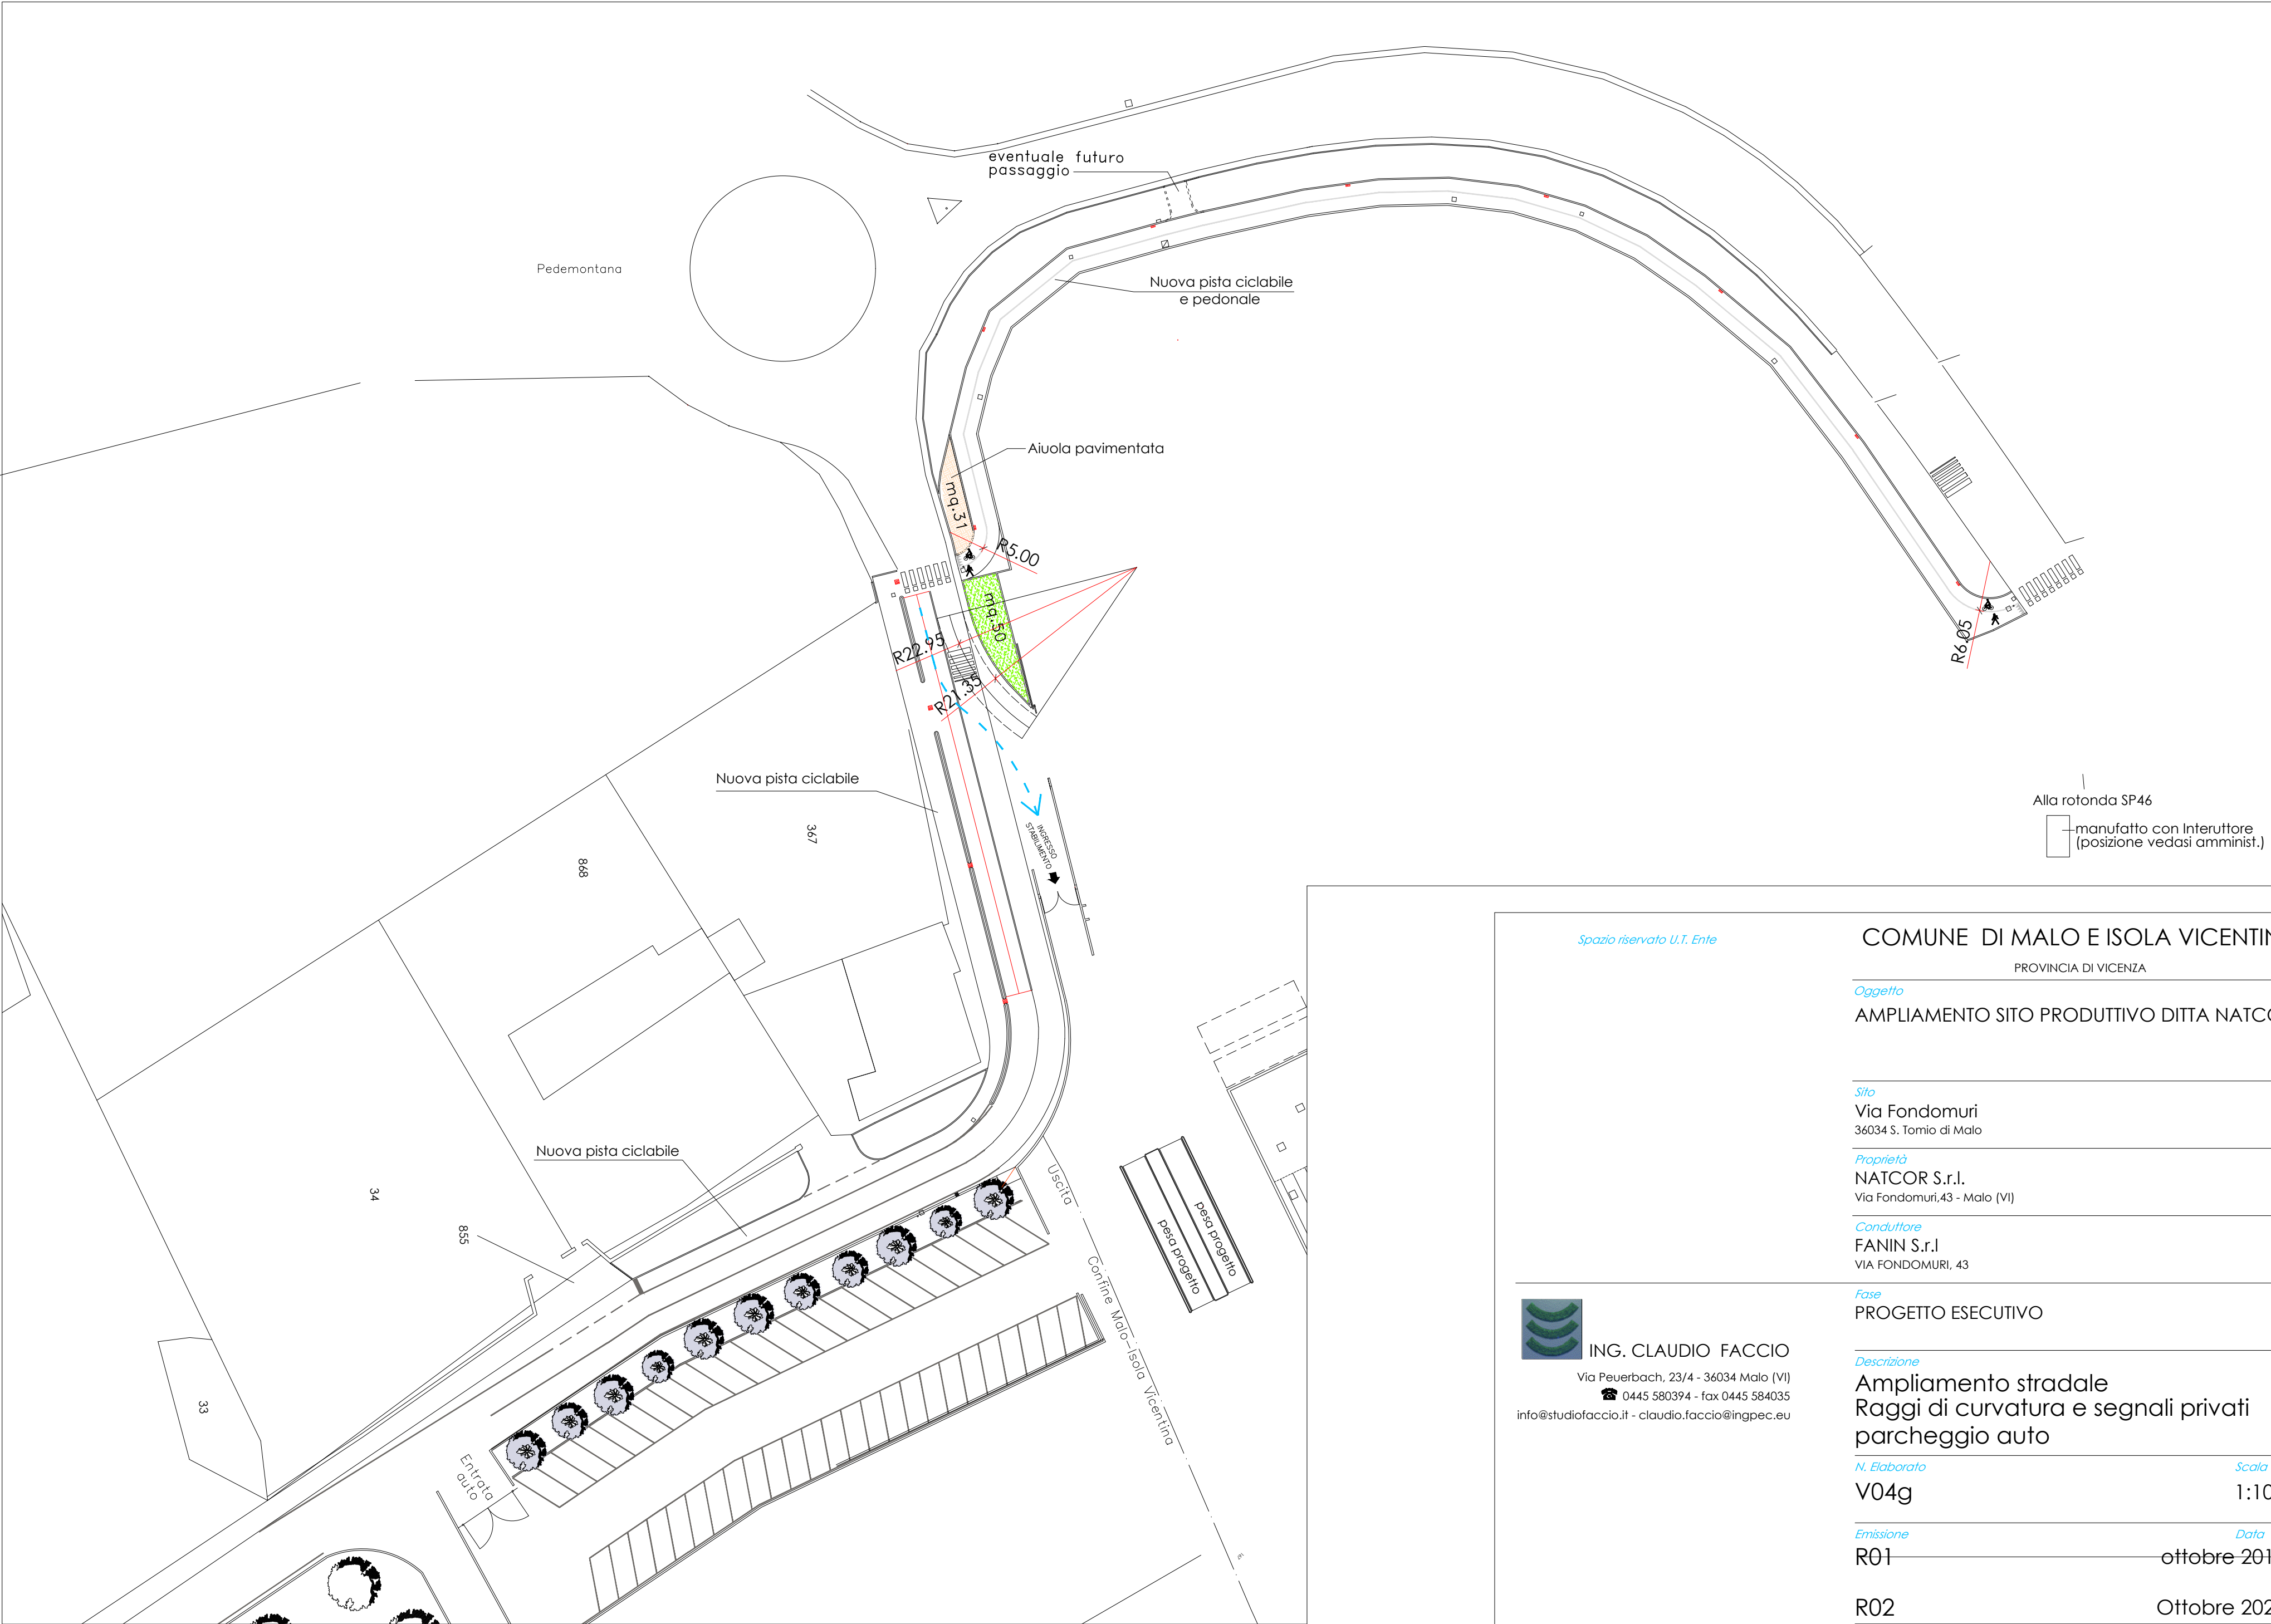 eventuale futuro
passaggio
Pedemontana
Nuova pista ciclabile
e pedonale
Aiuola pavimentata
mq.31
R5.00
mq.50
R22.95
R21.35
Nuova pista ciclabile
INGRESSO
STABILIMENTO
367
868
Alla rotonda SP46
manufatto con Interuttore
(posizione vedasi amminist.)
Nuova pista ciclabile
34
855
33
R6.05
Uscita
pesa progetto
pesa progetto
Confine Malo-Isola Vicentina
Entrata
auto
Spazio riservato U.T. Ente
COMUNE DI MALO E ISOLA VICENTIN
PROVINCIA DI VICENZA
Oggetto
AMPLIAMENTO SITO PRODUTTIVO DITTA NATCO
Sito
Via Fondomuri
36034 S. Tomio di Malo
Proprietà
NATCOR S.r.l.
Via Fondomuri,43 - Malo (VI)
Conduttore
FANIN S.r.l
VIA FONDOMURI, 43
Fase
PROGETTO ESECUTIVO
ING. CLAUDIO FACCIO
Via Peuerbach, 23/4 - 36034 Malo (VI)
☎ 0445 580394 - fax 0445 584035
info@studiofaccio.it - claudio.faccio@ingpec.eu
Descrizione
Ampliamento stradale
Raggi di curvatura e segnali privati
parcheggio auto
N. Elaborato
Scala
V04g
1:10
Emissione
Data
R01
ottobre 201
R02
Ottobre 202